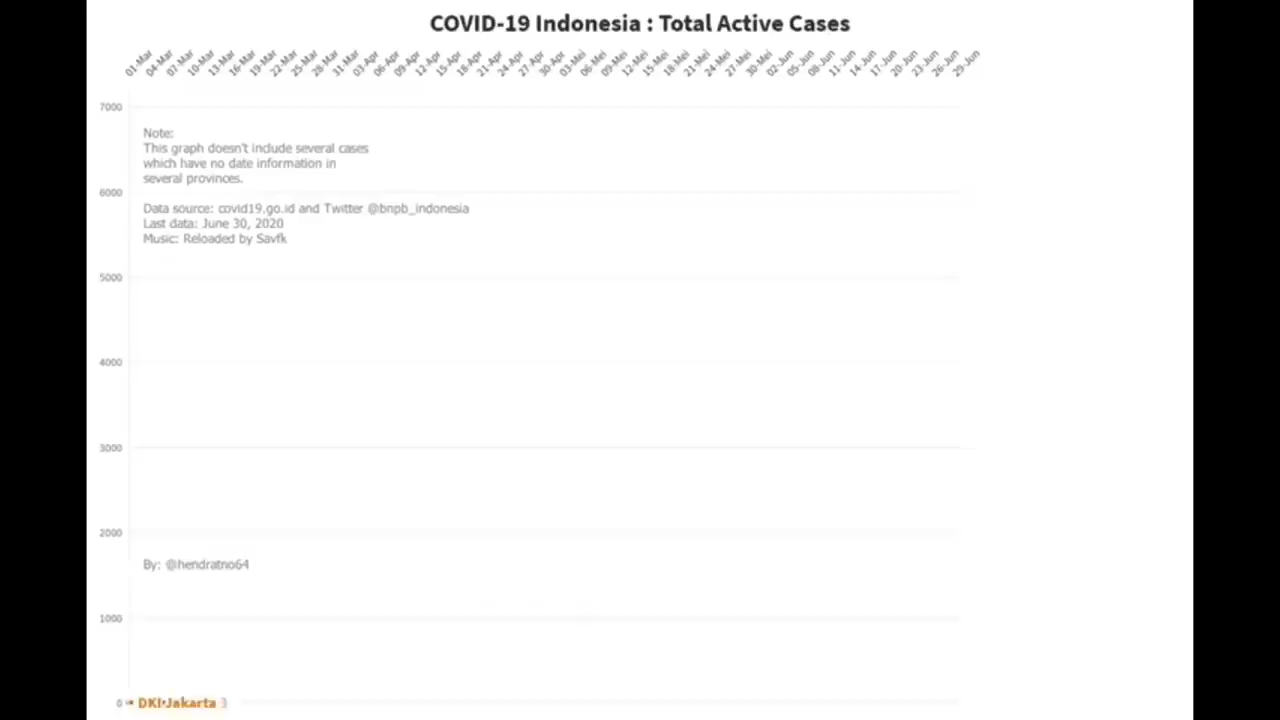 COVID-19 Indonesia : Total Active Cases
01-Mar 04-Mar 07-Mar 10-Mar 13-Mar 16-Mar 19-Mar 22-Mar 25-Mar 28-Mar 31-Mar 03-Apr 06-Apr 09-Apr 12-Apr 15-Apr 18-Apr 21-Apr 24-Apr 27-Apr 30-Apr 03-Mei 06-Mei 09-Mei 12-Mei 15-Mei 18-Mei 21-Mei 24-Mei 27-Mei 30-Mei 02-Jun 05-Jun 08-Jun 11-Jun 14-Jun 17-Jun 20-Jun 23-Jun 26-Jun 29-Jun
7000
Note:
This graph doesn't include several cases
which have no date information in
several provinces.
6000
Data source: covid19.go.id and Twitter @bnpb_indonesia
Last data: June 30, 2020
Music: Reloaded by Savfk
5000
4000
3000
2000
By: @hendratno64
1000
0 DKI Jakarta 3